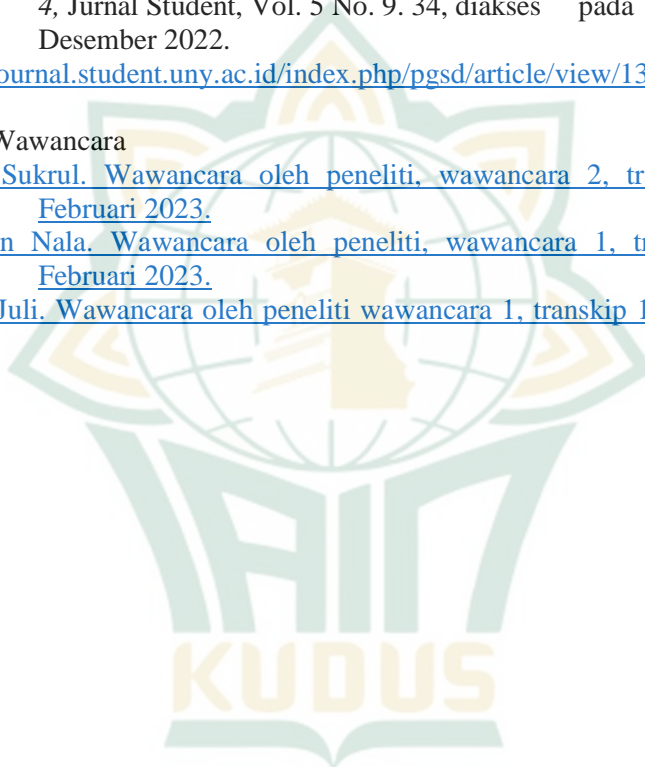 4, Jurnal Student, Vol. 5 No. 9. 34, diakses pada
Desember 2022.
ournal.student.uny.ac.id/index.php/pgsd/article/view/13
Wawancara
Sukrul. Wawancara oleh peneliti, wawancara 2, tr
Februari 2023.
n Nala. Wawancara oleh peneliti, wawancara 1, tr
Februari 2023.
Juli. Wawancara oleh peneliti wawancara 1, transkip 1
IAIN
KUDUS